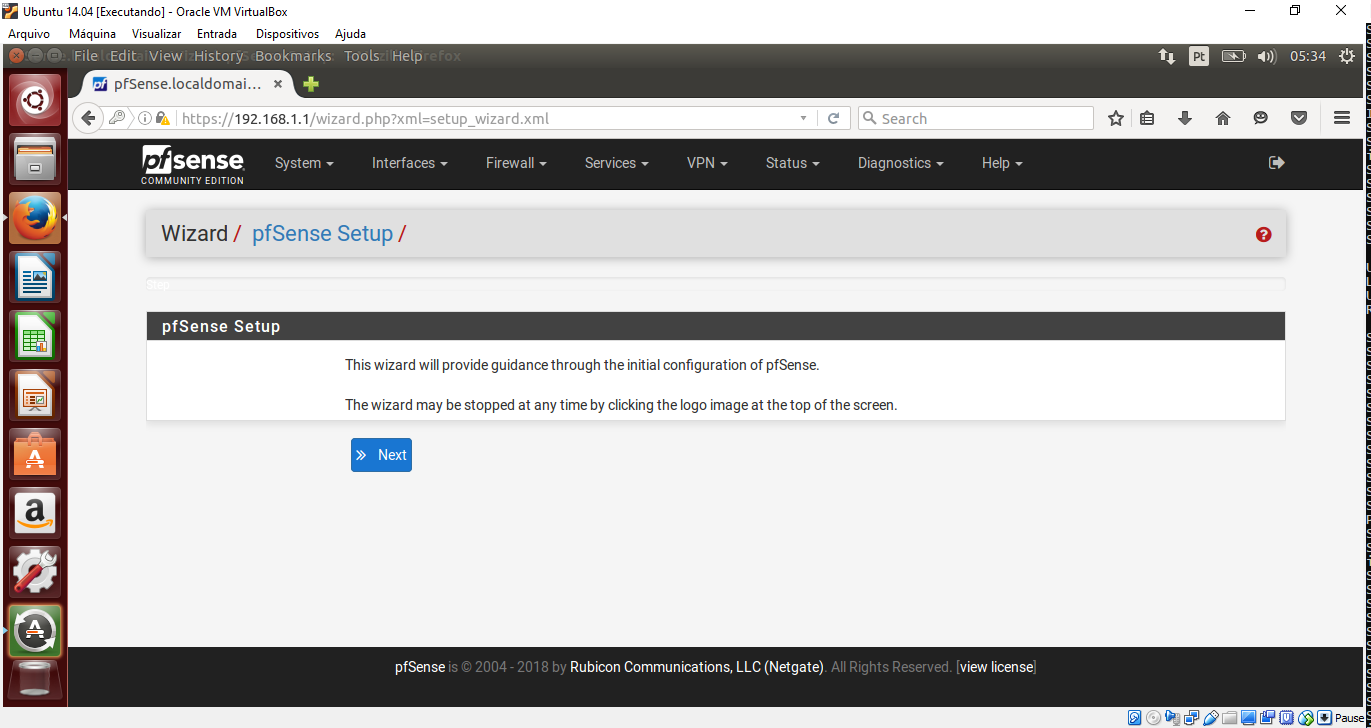 Ubuntu 14.04 [Executando] - Oracle VM VirtualBox
Arquivo Máquina Visualizar Entrada Dispositivos Ajuda
File Edit View History Bookmarks Tools Help
Pt 05:34
pf pfSense.localdomai...
https://192.168.1.1/wizard.php?xml=setup_wizard.xml Search
pfsense System Interfaces Firewall Services VPN Status Diagnostics Help
COMMUNITY EDITION
Wizard / pfSense Setup /
Step
pfSense Setup
This wizard will provide guidance through the initial configuration of pfSense.
The wizard may be stopped at any time by clicking the logo image at the top of the screen.
Next
pfSense is © 2004 - 2018 by Rubicon Communications, LLC (Netgate). All Rights Reserved. [view license]
Pause